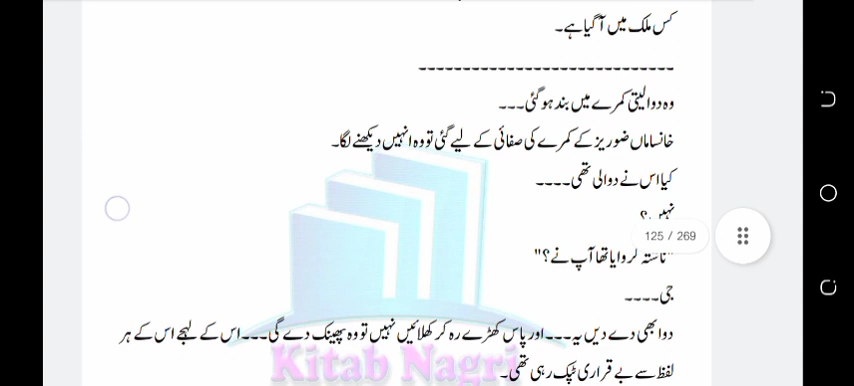 کس ملک میں آگیا ہے۔
----------------------------
وہ دوا لیتی کمرے میں بند ہو گئی۔۔۔
خانساماں ضوریز کے کمرے کی صفائی کے لیے گئی تو وہ انہیں دیکھنے لگا۔
کیا اس نے دوا لی تھی۔۔۔۔
نہیں۔؟
125 / 269
"ناشتہ کروایا تھا آپ نے؟"
جی۔۔۔۔
دوا بھی دے دیں یہ۔۔۔اور پاس کھڑے رہ کر کھلائیں نہیں تو وہ پھینک دے گی۔۔۔اس کے لہجے اس کے ہر
لفظ سے بے قراری ٹپک رہی تھی۔
Kitab Nagri